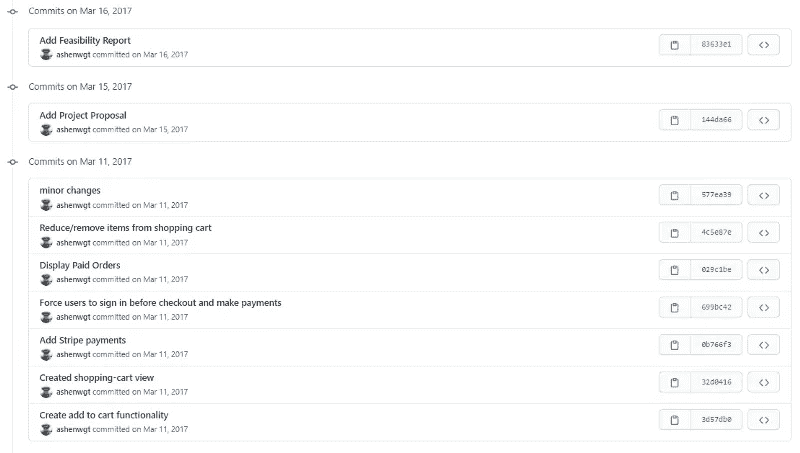 Commits on Mar 16, 2017
Add Feasibility Report
83633e1
ashenwgt committed on Mar 16, 2017
Commits on Mar 15, 2017
Add Project Proposal
144da66
ashenwgt committed on Mar 15, 2017
Commits on Mar 11, 2017
minor changes
577ea39
ashenwgt committed on Mar 11, 2017
Reduce/remove items from shopping cart
4c5e87e
ashenwgt committed on Mar 11, 2017
Display Paid Orders
029c1be
ashenwgt committed on Mar 11, 2017
Force users to sign in before checkout and make payments
699bc42
ashenwgt committed on Mar 11, 2017
Add Stripe payments
0b766f3
ashenwgt committed on Mar 11, 2017
Created shopping-cart view
32d0416
ashenwgt committed on Mar 11, 2017
Create add to cart functionality
3d57db0
ashenwgt committed on Mar 11, 2017